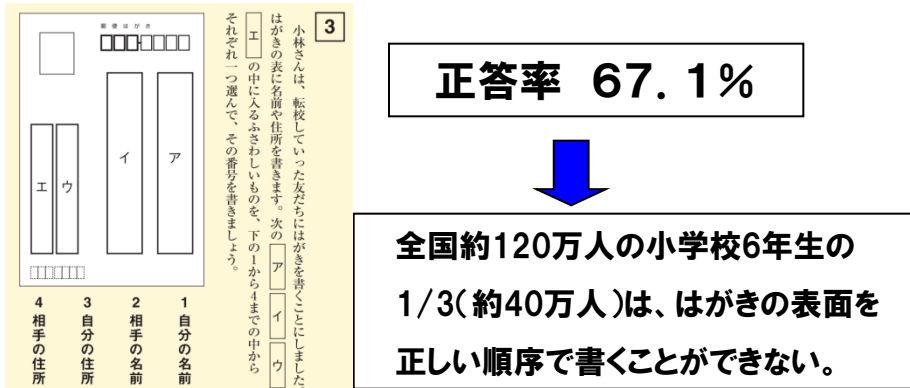 3
小林さんは、転校していった友だちにはがきを書くことにしました。
はがきの表に名前や住所を書きます。次の ア イ ウ
エ の中に入るふさわしいものを、下の1から4までの中から
それぞれ一つ選んで、その番号を書きましょう。
郵便はがき
ア
イ
ウ
エ
1 自分の名前
2 相手の名前
3 自分の住所
4 相手の住所
正答率 67.1%
全国約120万人の小学校6年生の
1/3(約40万人)は、はがきの表面を
正しい順序で書くことができない。